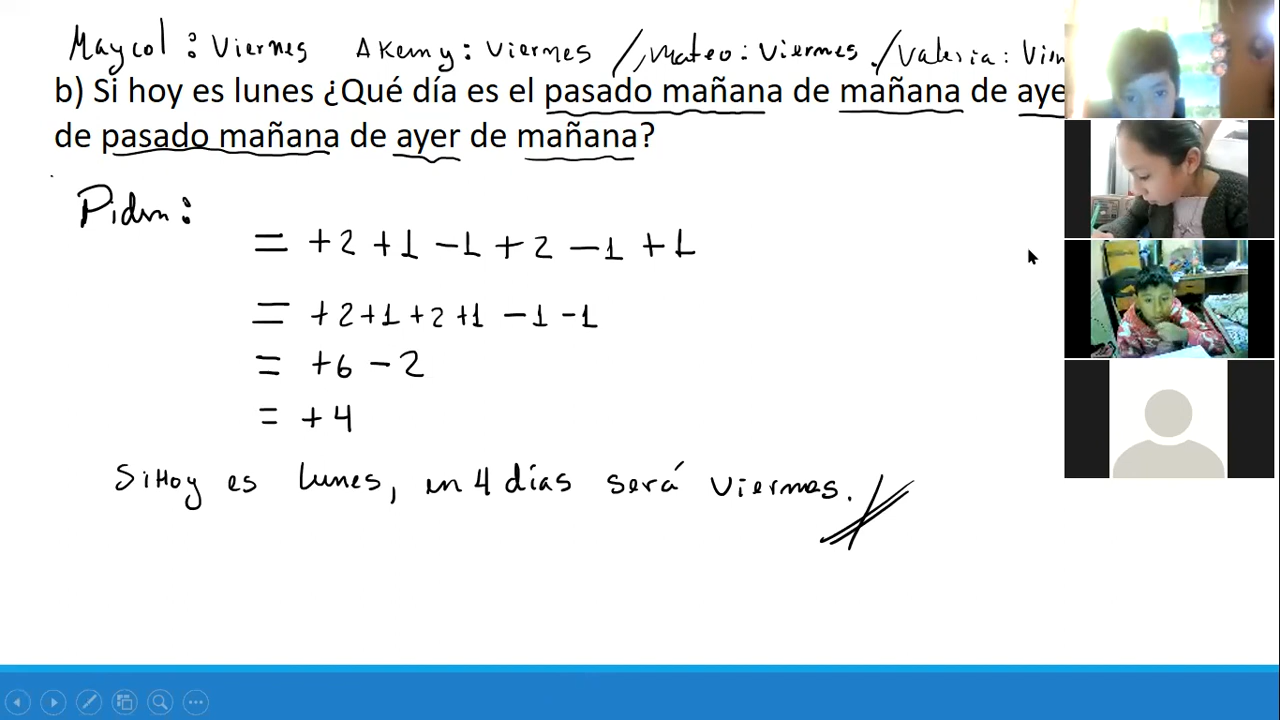 Maycol : Viernes Akemy : Viernes /, Mateo : Viernes . / Valeria : Vi
b) Si hoy es lunes ¿Qué día es el pasado mañana de mañana de aye
de pasado mañana de ayer de mañana?
Piden:
= +2 +1 -1 +2 -1 +1
= +2+1+2+1 -1 -1
= +6 -2
= +4
Si Hoy es lunes, en 4 días será viernes.